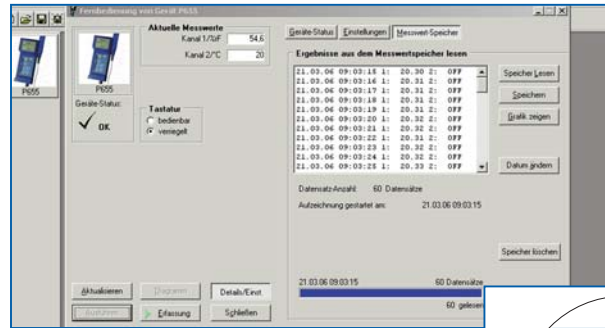 Fernbedienung von Gerät P655
P655
P655
Geräte-Status:
OK
Aktuelle Messwerte
Kanal 1/%rF 54,6
Kanal 2/°C 20
Tastatur
bedienbar
verriegelt
Geräte-Status Einstellungen Messwert-Speicher
Ergebnisse aus dem Messwertspeicher lesen
21.03.06 09:03:15 1: 20.30 2: OFF
21.03.06 09:03:16 1: 20.31 2: OFF
21.03.06 09:03:17 1: 20.31 2: OFF
21.03.06 09:03:18 1: 20.31 2: OFF
21.03.06 09:03:19 1: 20.31 2: OFF
21.03.06 09:03:20 1: 20.32 2: OFF
21.03.06 09:03:21 1: 20.32 2: OFF
21.03.06 09:03:22 1: 20.31 2: OFF
21.03.06 09:03:23 1: 20.32 2: OFF
21.03.06 09:03:24 1: 20.32 2: OFF
21.03.06 09:03:25 1: 20.33 2: OFF
Speicher Lesen
Speichern
Grafik zeigen
Datum ändern
Speicher löschen
Datensatz-Anzahl: 60 Datensätze
Aufzeichnung gestartet am: 21.03.06 09:03:15
21.03.06 09:03:15 60 Datensätze
60 gelesen
Aktualisieren Diagramm Details/Einst.
Ausführen Erfassung Schließen